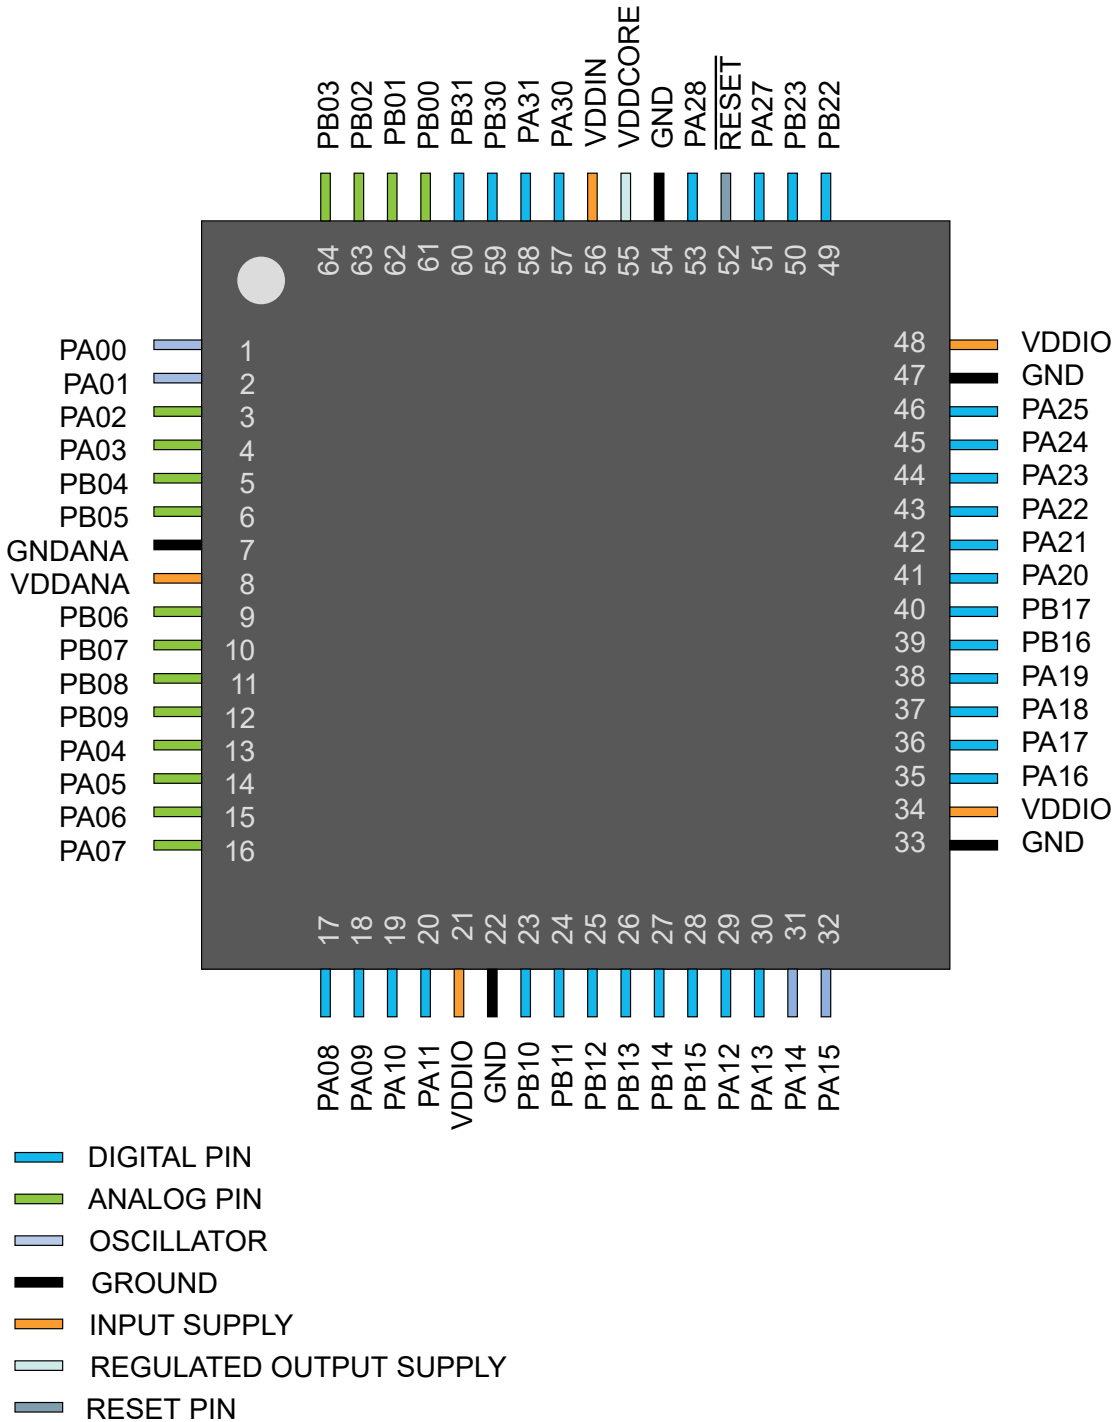 PB03 PB02 PB01 PB00 PB31 PB30 PA31 PA30 VDDIN VDDCORE GND PA28 RESET PA27 PB23 PB22
64 63 62 61 60 59 58 57 56 55 54 53 52 51 50 49
PA00 1
PA01 2
PA02 3
PA03 4
PB04 5
PB05 6
GNDANA 7
VDDANA 8
PB06 9
PB07 10
PB08 11
PB09 12
PA04 13
PA05 14
PA06 15
PA07 16
48 VDDIO
47 GND
46 PA25
45 PA24
44 PA23
43 PA22
42 PA21
41 PA20
40 PB17
39 PB16
38 PA19
37 PA18
36 PA17
35 PA16
34 VDDIO
33 GND
17 18 19 20 21 22 23 24 25 26 27 28 29 30 31 32
PA08 PA09 PA10 PA11 VDDIO GND PB10 PB11 PB12 PB13 PB14 PB15 PA12 PA13 PA14 PA15
DIGITAL PIN
ANALOG PIN
OSCILLATOR
GROUND
INPUT SUPPLY
REGULATED OUTPUT SUPPLY
RESET PIN